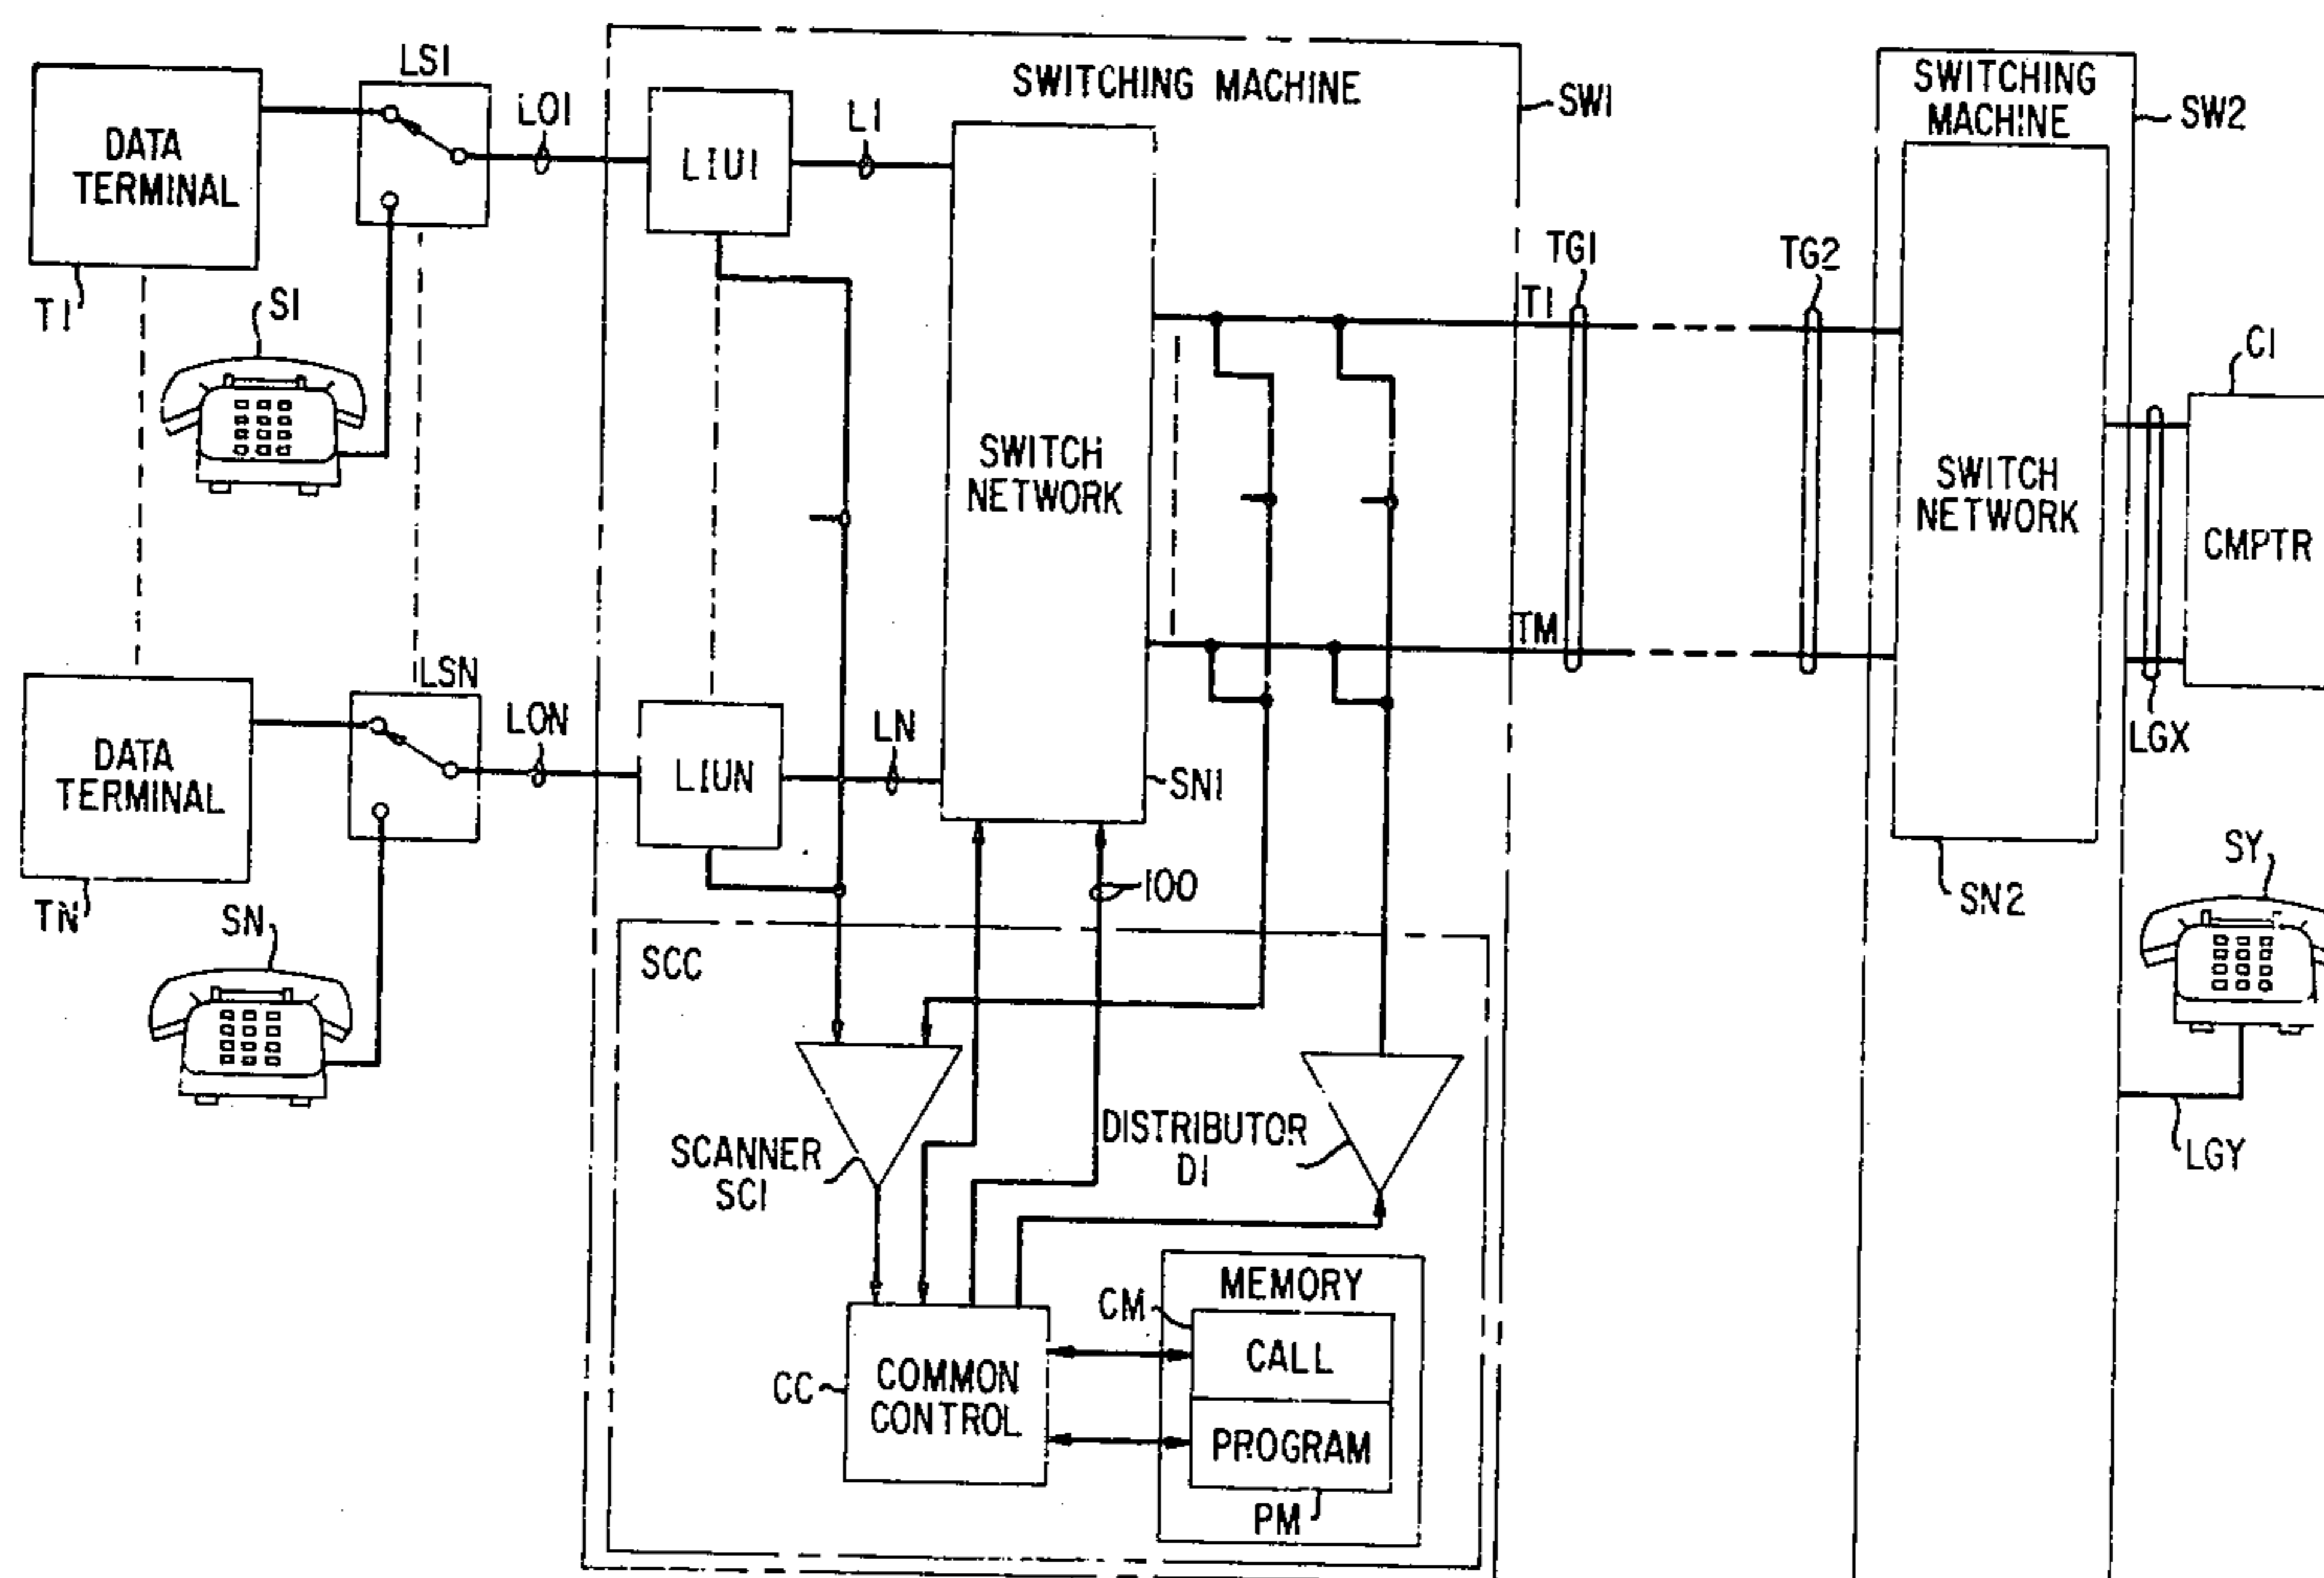 LS1
DATA
TERMINAL
T1
S1
LO1
SWITCHING MACHINE
SW1
LIU1
L1
SWITCH
NETWORK
T1
TG1
TG2
SWITCHING
MACHINE
SW2
SWITCH
NETWORK
C1
CMPTR
TM
LGX
LSN
DATA
TERMINAL
TN
SN
LON
LIUN
LN
SN1
100
SN2
SY
LGY
SCC
SCANNER
SC1
DISTRIBUTOR
D1
MEMORY
CM
CALL
PROGRAM
PM
CC
COMMON
CONTROL